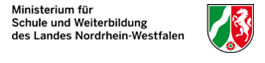 Ministerium für
Schule und Weiterbildung
des Landes Nordrhein-Westfalen